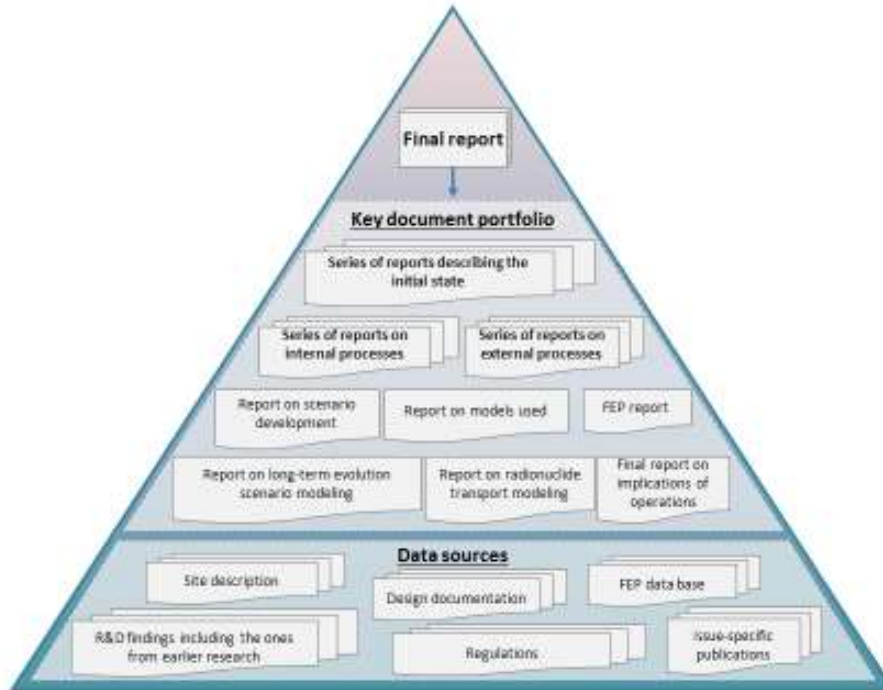 Final report
Key document portfolio
Series of reports describing the
initial state
Series of reports on
internal processes
Series of reports on
external processes
Report on scenario
development
Report on models used
FEP report
Report on long-term evolution
scenario modeling
Report on radionuclide
transport modeling
Final report on
implications of
operations
Data sources
Site description
Design documentation
FEP data base
R&D findings including the ones
from earlier research
Regulations
Issue-specific
publications